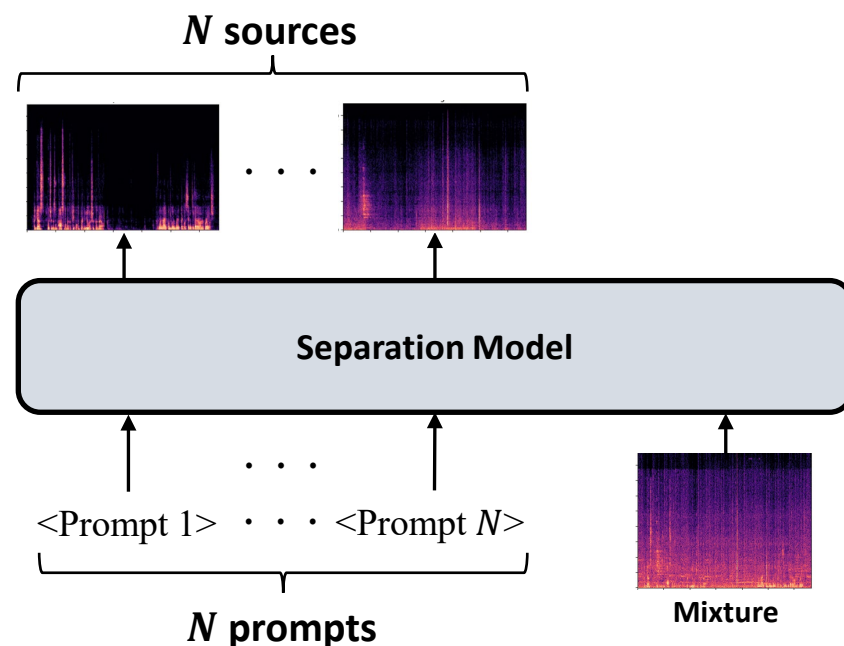 N sources
. . .
Separation Model
. . .
<Prompt 1> . . . <Prompt N>
Mixture
N prompts